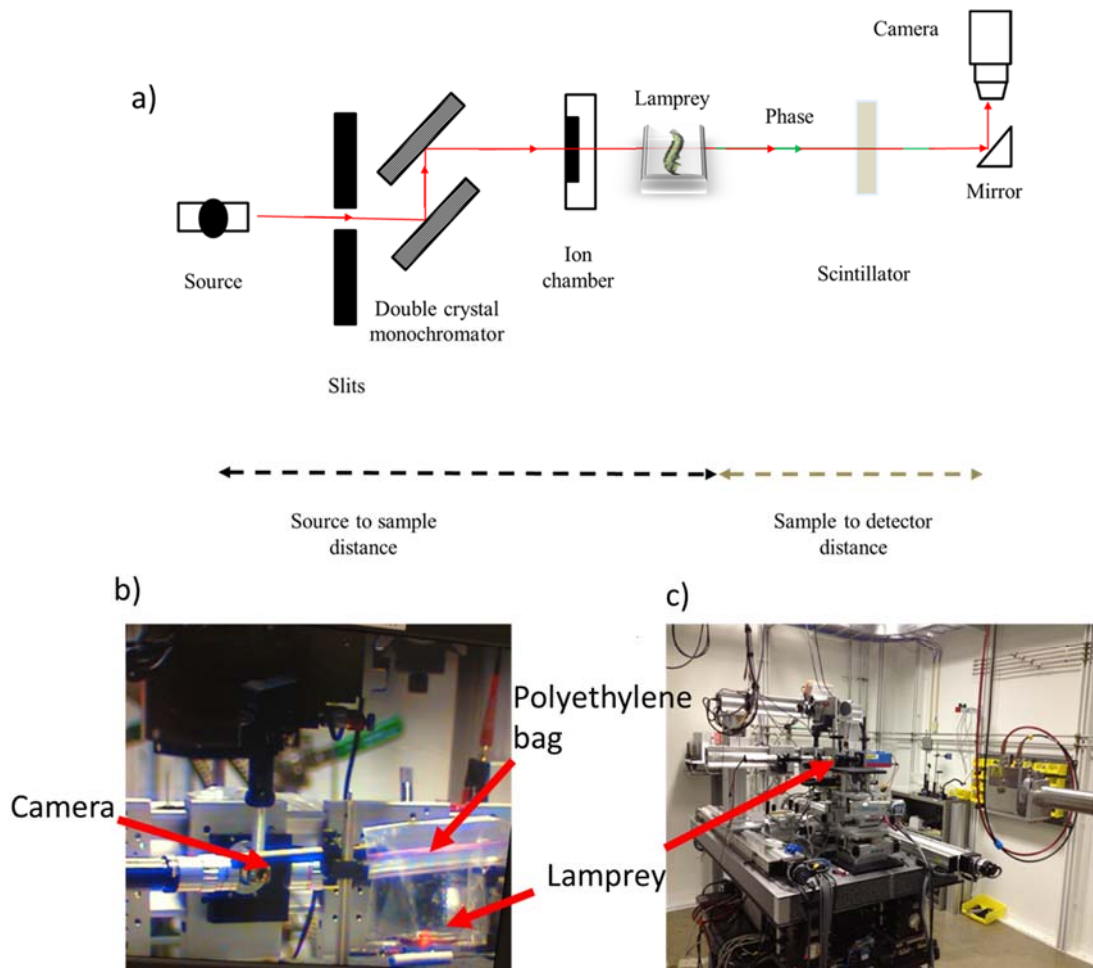 a)
Camera
Lamprey
Phase
Mirror
Source
Ion
chamber
Scintillator
Double crystal
monochromator
Slits
Source to sample
distance
Sample to detector
distance
b)
c)
Polyethylene
bag
Camera
Lamprey